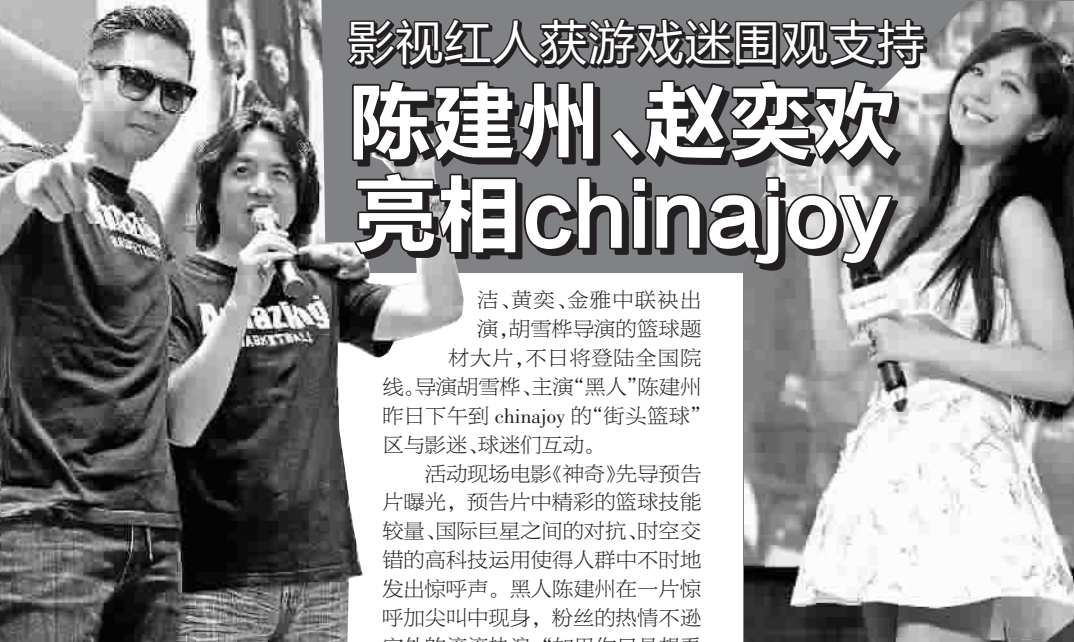 影视红人获游戏迷围观支持
陈建州、赵奕欢
亮相chinajoy
Amazing
BASKETBALL
Amazing
BASKETBALL
洁、黄奕、金雅中联袂出
演,胡雪桦导演的篮球题
材大片,不日将登陆全国院
线。导演胡雪桦、主演“黑人”陈建州
昨日下午到 chinajoy 的“街头篮球”
区与影迷、球迷们互动。
活动现场电影《神奇》先导预告
片曝光，预告片中精彩的篮球技能
较量、国际巨星之间的对抗、时空交
错的高科技运用使得人群中不时地
发出惊呼声。黑人陈建州在一片惊
呼加尖叫中现身，粉丝的热情不逊